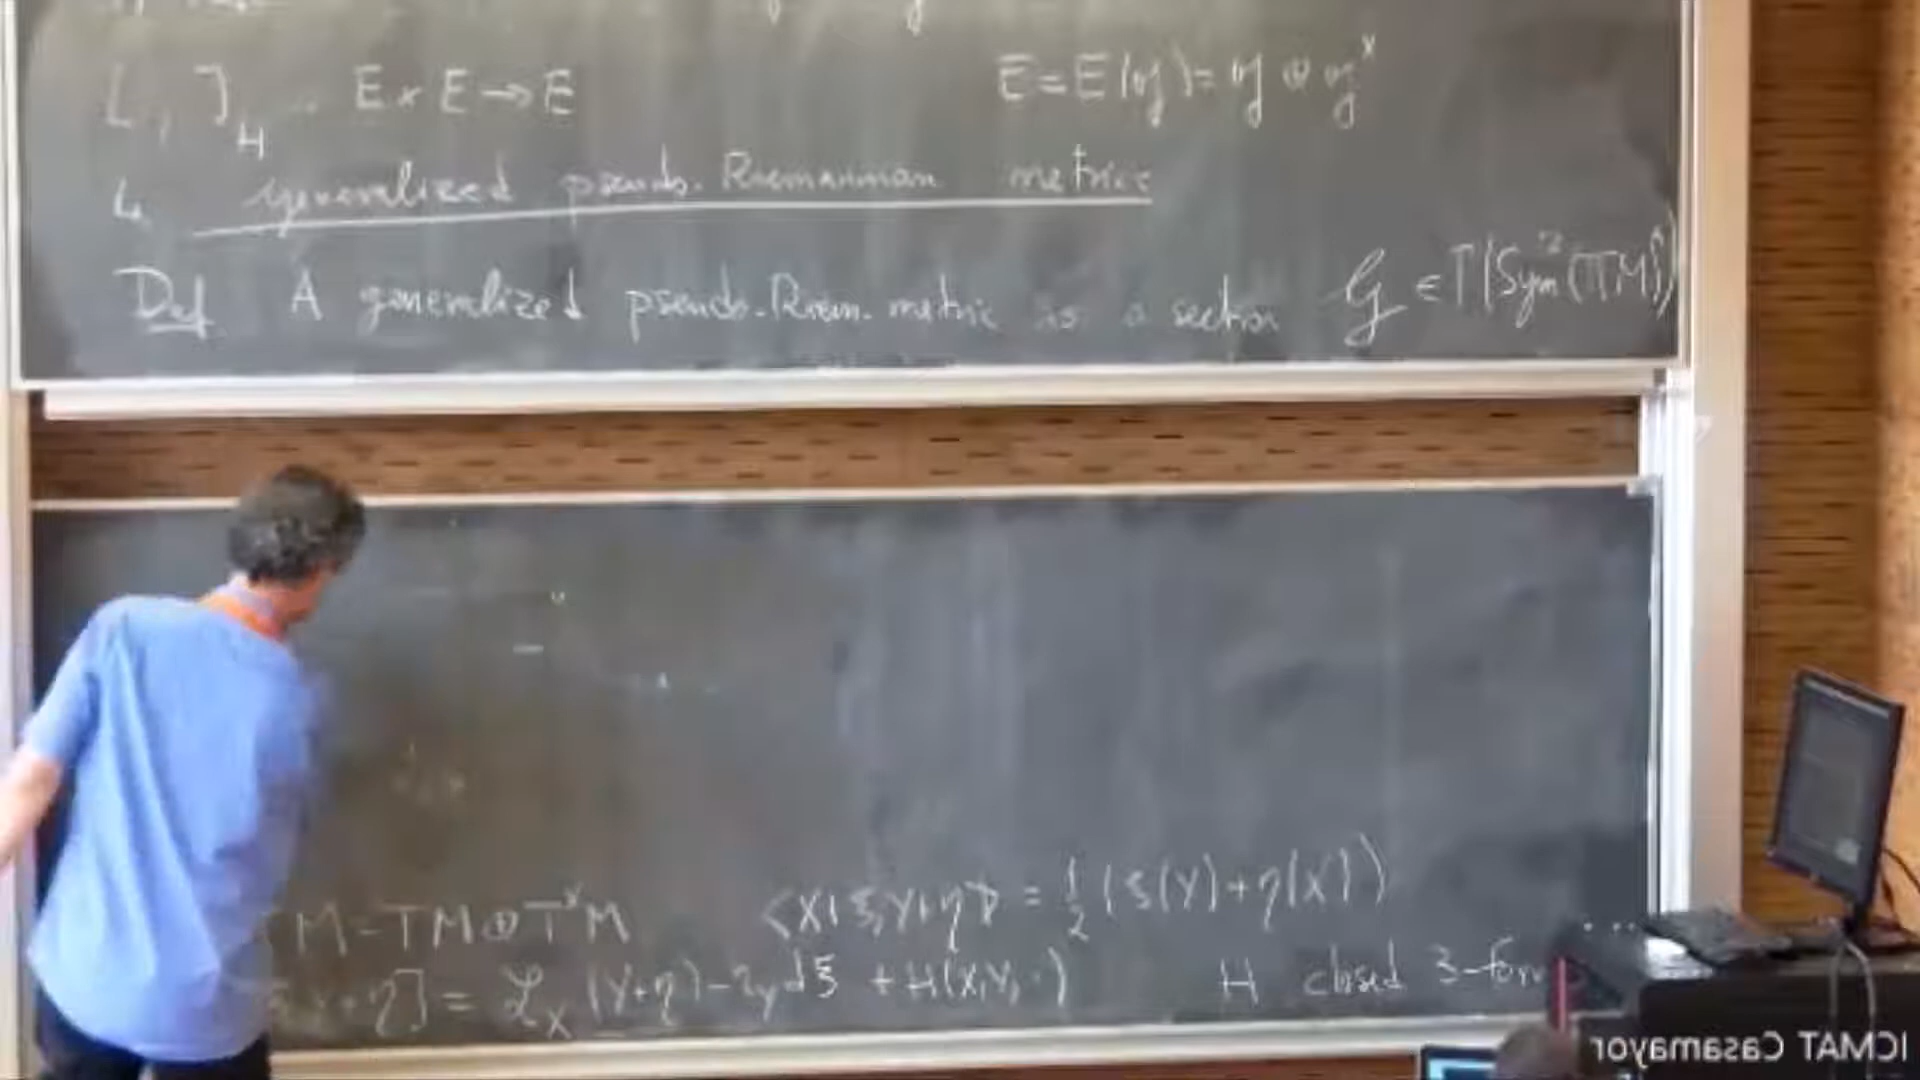 [ , ]_H .. E × E → E E = E(𝔤) = 𝔤 ⊕ 𝔤*
4. generalized pseudo-Riemannian metrics
Def A generalized pseudo-Riem. metric is a section 𝒢 ∈ Γ(Sym²(𝕋M)*)
M = TM ⊕ T*M ⟨X+ξ, Y+η⟩ = ½ (ξ(Y) + η(X))
Y+η] = ℒ_X (Y+η) - ι_Y dξ + H(X,Y,·) H closed 3-form
ICMAT Casamayor